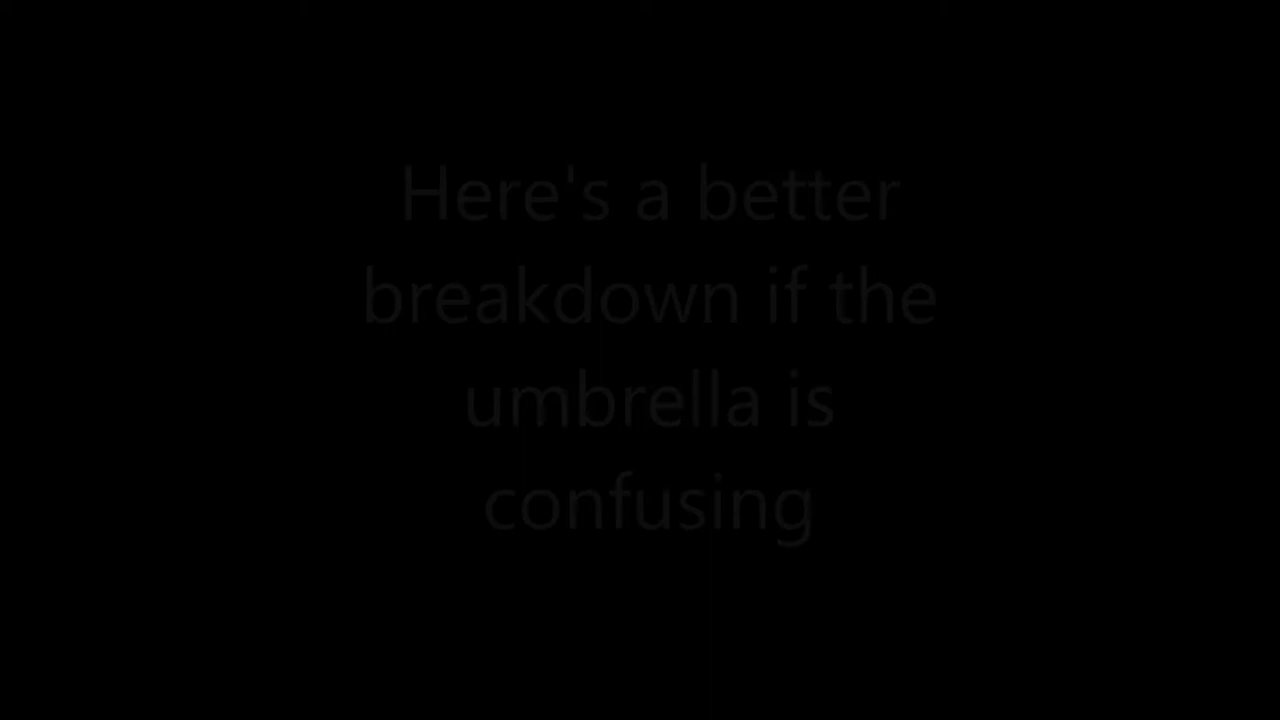 Here's a better
breakdown if the
umbrella is
confusing